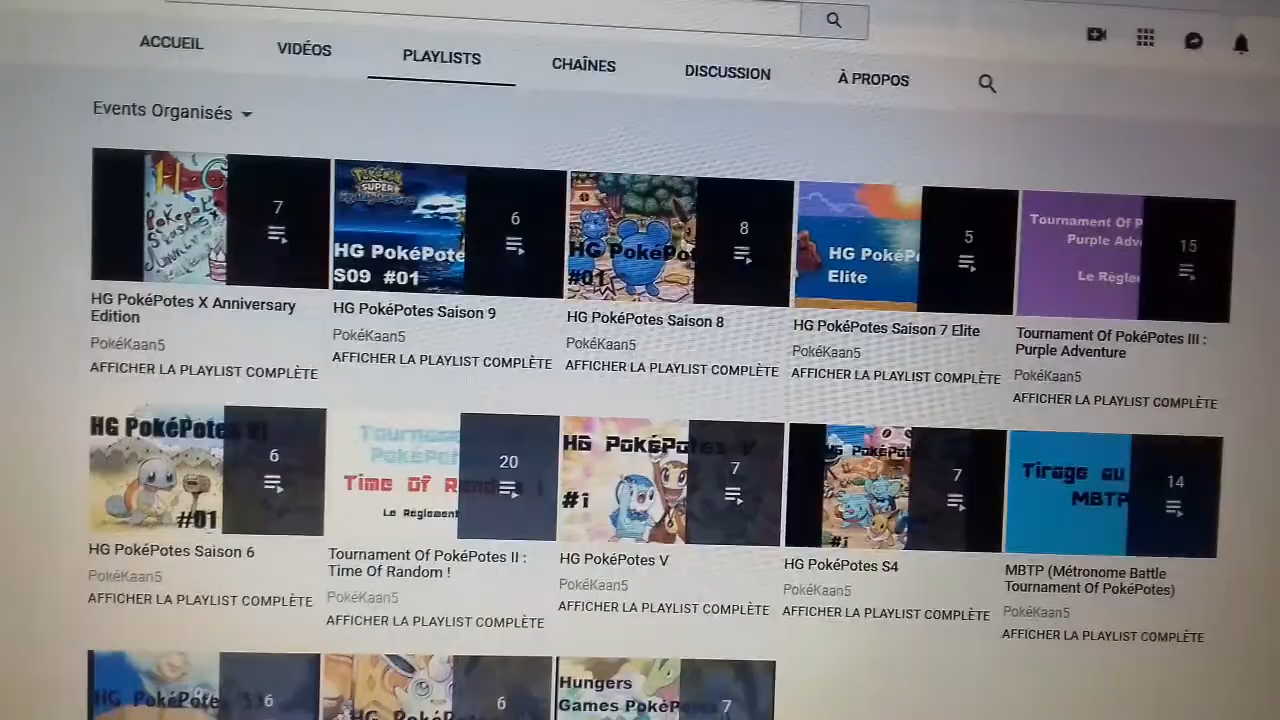 ACCUEIL VIDÉOS PLAYLISTS CHAÎNES DISCUSSION À PROPOS
Events Organisés
7
HG PokéPotes X Anniversary
Edition
PokéKaan5
AFFICHER LA PLAYLIST COMPLÈTE
POKÉMON
SUPER
HG PokéPote
S09 #01
6
HG PokéPotes Saison 9
PokéKaan5
AFFICHER LA PLAYLIST COMPLÈTE
HG PokéPo
#01
8
HG PokéPotes Saison 8
PokéKaan5
AFFICHER LA PLAYLIST COMPLÈTE
HG PokéP
Elite
5
HG PokéPotes Saison 7 Elite
PokéKaan5
AFFICHER LA PLAYLIST COMPLÈTE
Tournament Of P
Purple Adv
Le Règle
15
Tournament Of PokéPotes III :
Purple Adventure
PokéKaan5
AFFICHER LA PLAYLIST COMPLÈTE
HG PokéPotes
#01
6
HG PokéPotes Saison 6
PokéKaan5
AFFICHER LA PLAYLIST COMPLÈTE
Time Of Random !
Le Règlement
20
Tournament Of PokéPotes II :
Time Of Random !
PokéKaan5
AFFICHER LA PLAYLIST COMPLÈTE
HG PokéPotes V
#1
7
HG PokéPotes V
PokéKaan5
AFFICHER LA PLAYLIST COMPLÈTE
#1
7
HG PokéPotes S4
PokéKaan5
AFFICHER LA PLAYLIST COMPLÈTE
Tirage au
MBTP
14
MBTP (Métronome Battle
Tournament Of PokéPotes)
PokéKaan5
AFFICHER LA PLAYLIST COMPLÈTE
HG PokéPotes
6
6
Hungers
Games PokéPo
7